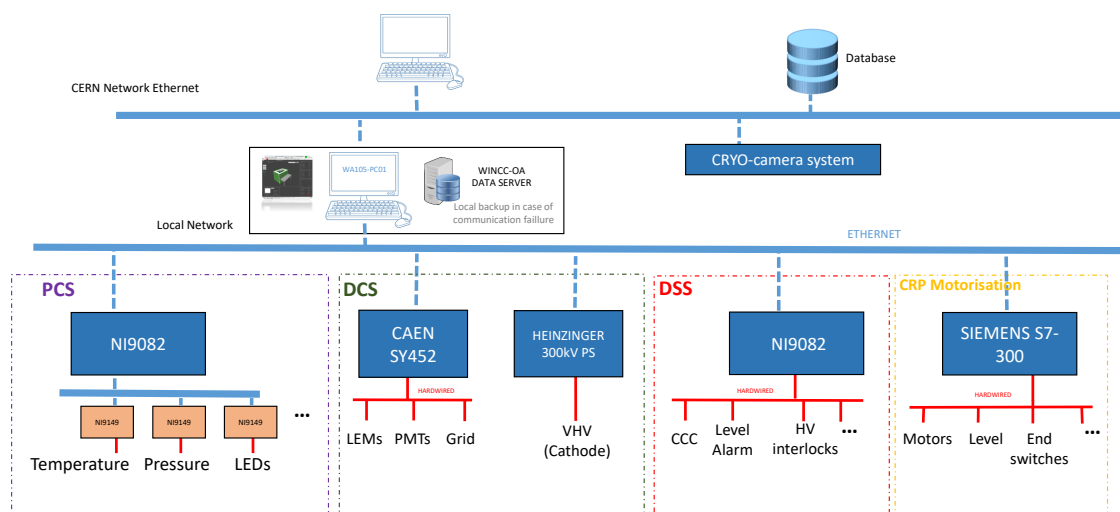 Database
CERN Network Ethernet
WA105-PC01
WINCC-OA
DATA SERVER
Local backup in case of
communication faillure
CRYO-camera system
Local Network
ETHERNET
PCS
NI9082
NI9149
NI9149
NI9149
...
Temperature
Pressure
LEDs
DCS
CAEN
SY452
HARDWIRED
LEMs
PMTs
Grid
HEINZINGER
300kV PS
VHV
(Cathode)
DSS
NI9082
HARDWIRED
CCC
Level
Alarm
HV
interlocks
...
CRP Motorisation
SIEMENS S7-
300
HARDWIRED
Motors
Level
End
switches
...